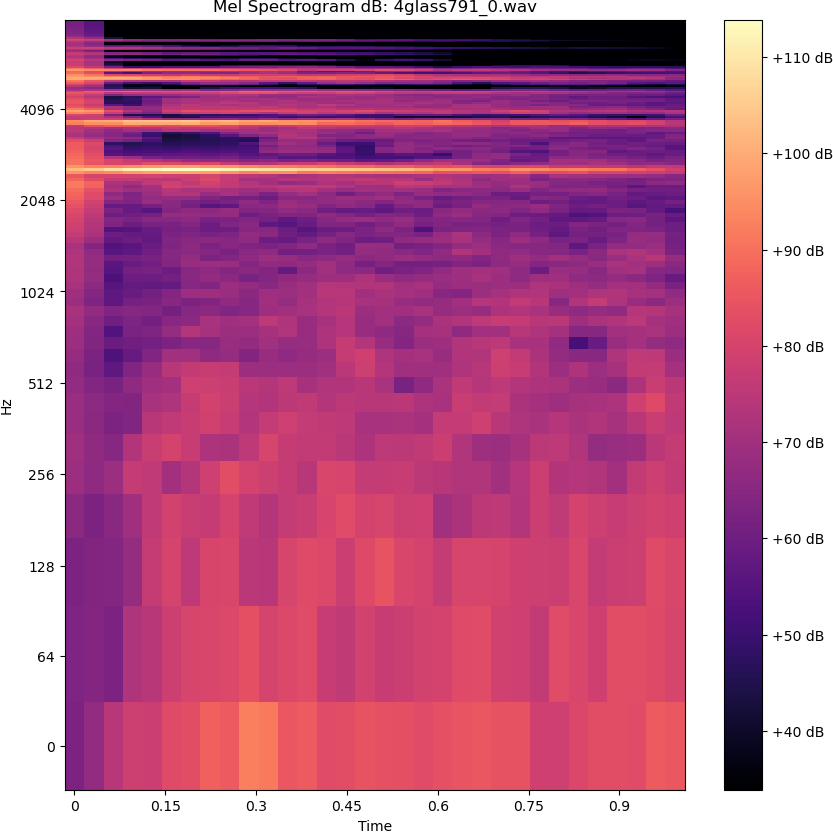 Mel Spectrogram dB: 4glass791_0.wav
Hz
4096
2048
1024
512
256
128
64
0
0 0.15 0.3 0.45 0.6 0.75 0.9
Time
+110 dB
+100 dB
+90 dB
+80 dB
+70 dB
+60 dB
+50 dB
+40 dB